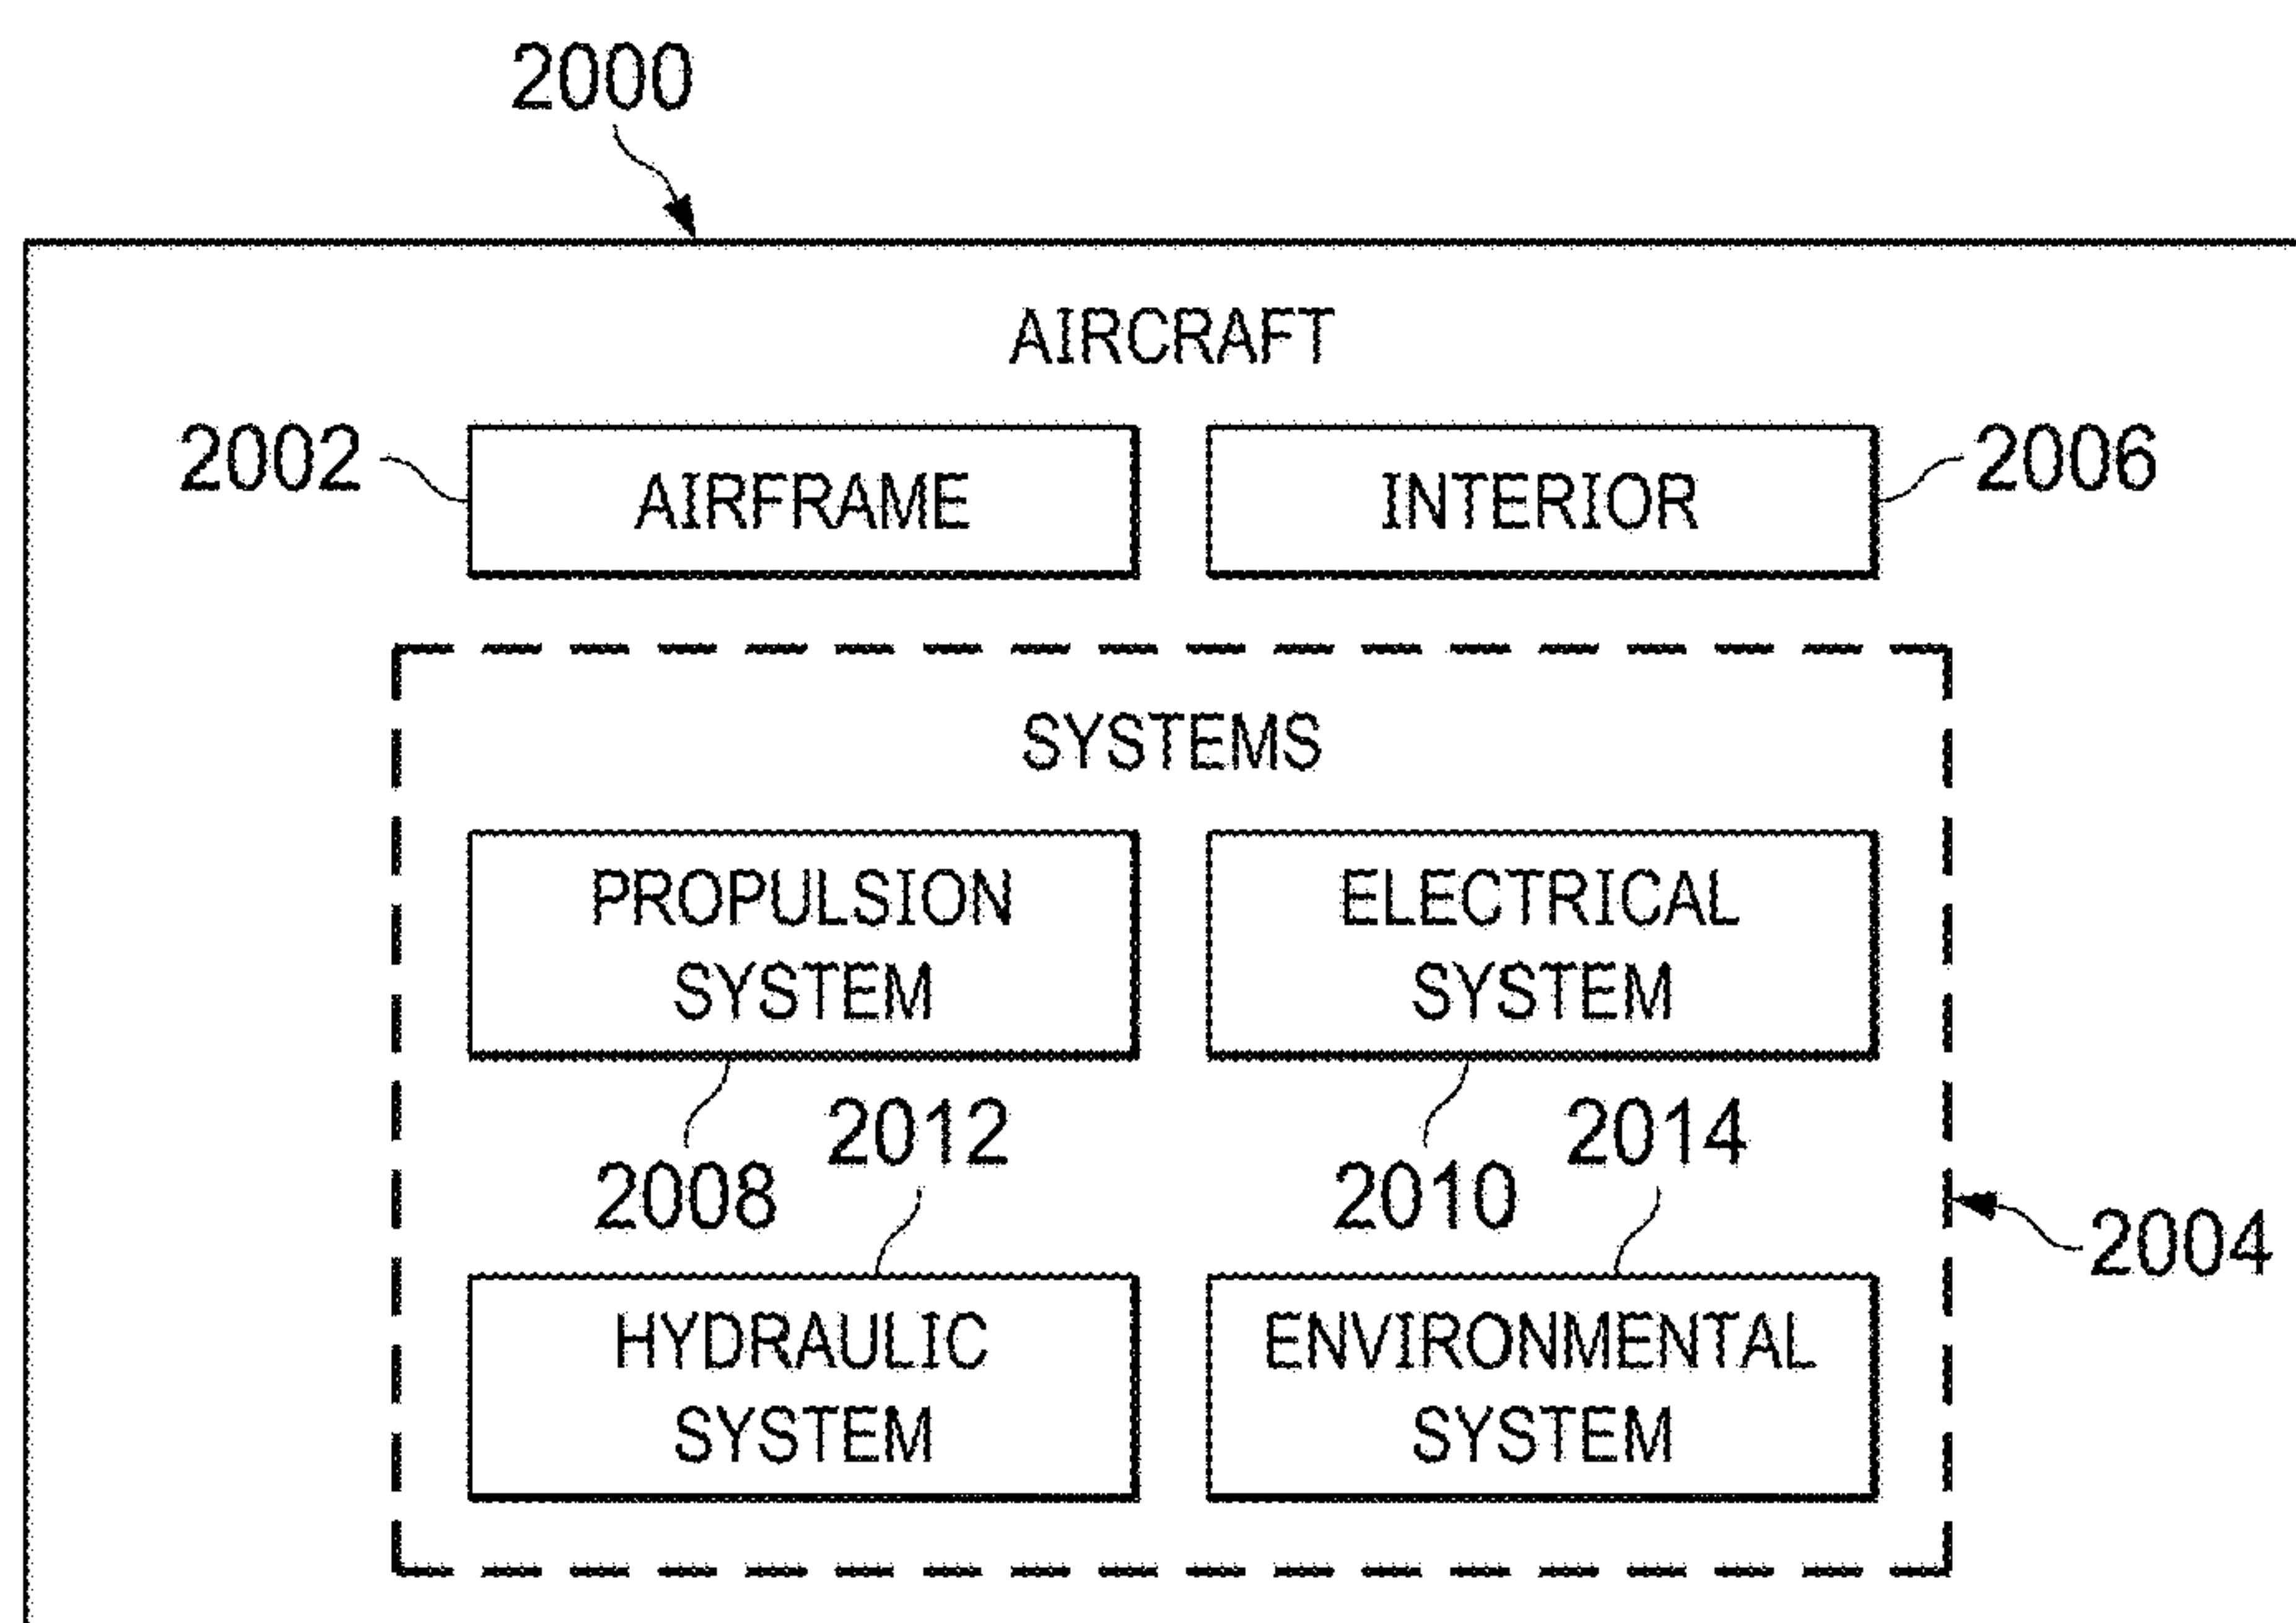 2000
AIRCRAFT
2002
AIRFRAME
INTERIOR
2006
SYSTEMS
PROPULSION
SYSTEM
ELECTRICAL
SYSTEM
2008
2012
2010
2014
2004
HYDRAULIC
SYSTEM
ENVIRONMENTAL
SYSTEM